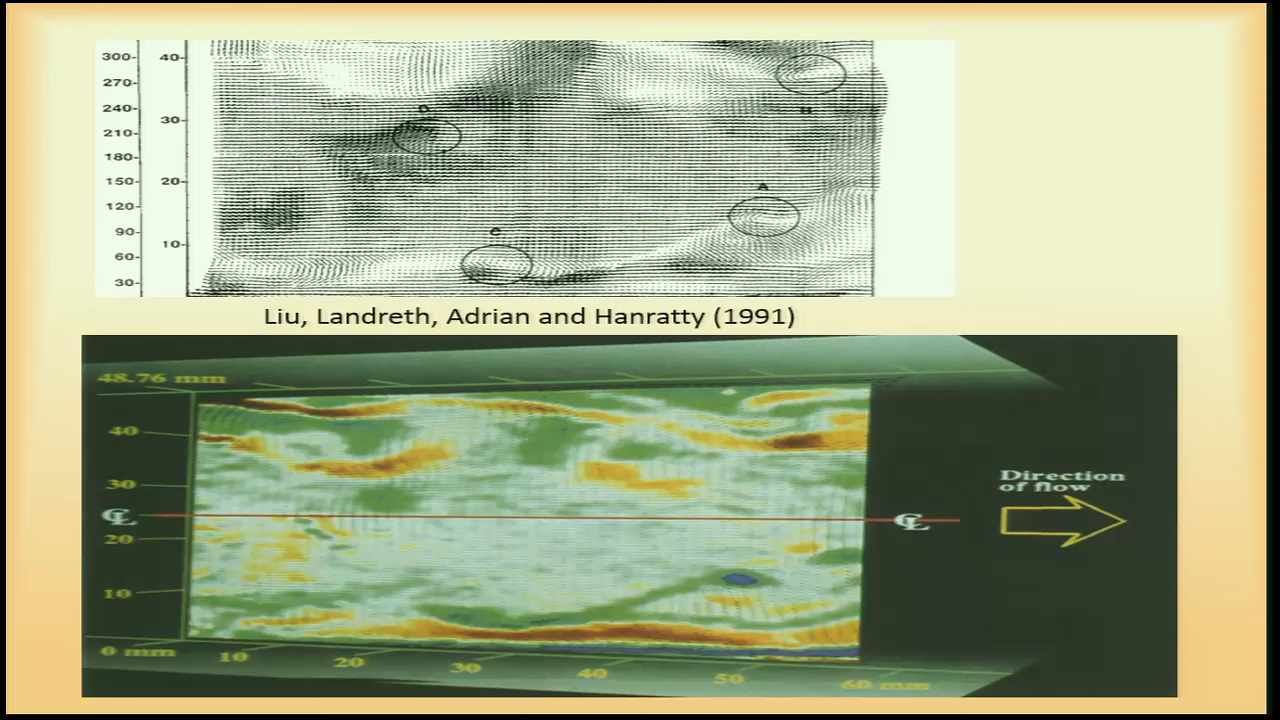 300-
40-
270-
240-
D
H
210-
30-
180-
A
150-
20-
120-
C
90-
10-
60-
30-
Liu, Landreth, Adrian and Hanratty (1991)
48.76 mm
40
30
Direction
of flow
℄
℄
20
10
0 mm
10
20
30
40
50
60 mm